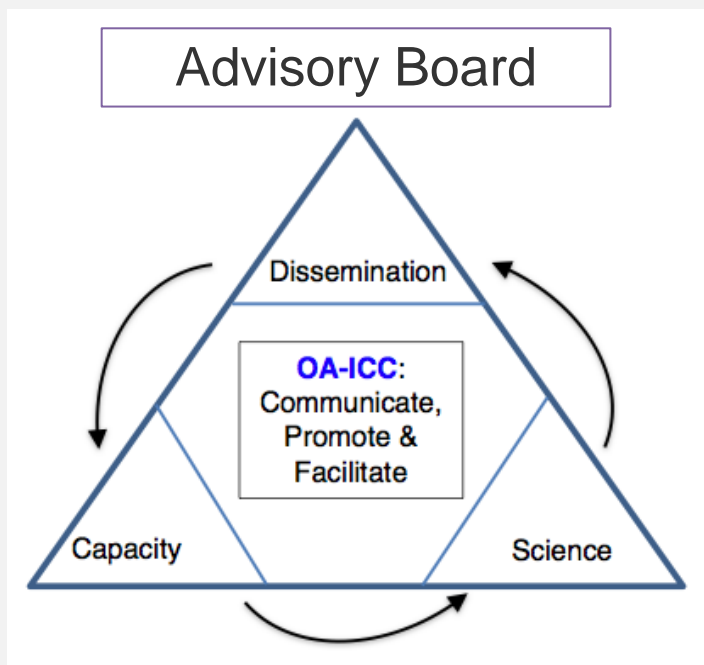 Advisory Board
Dissemination
OA-ICC:
Communicate,
Promote &
Facilitate
Capacity
Science